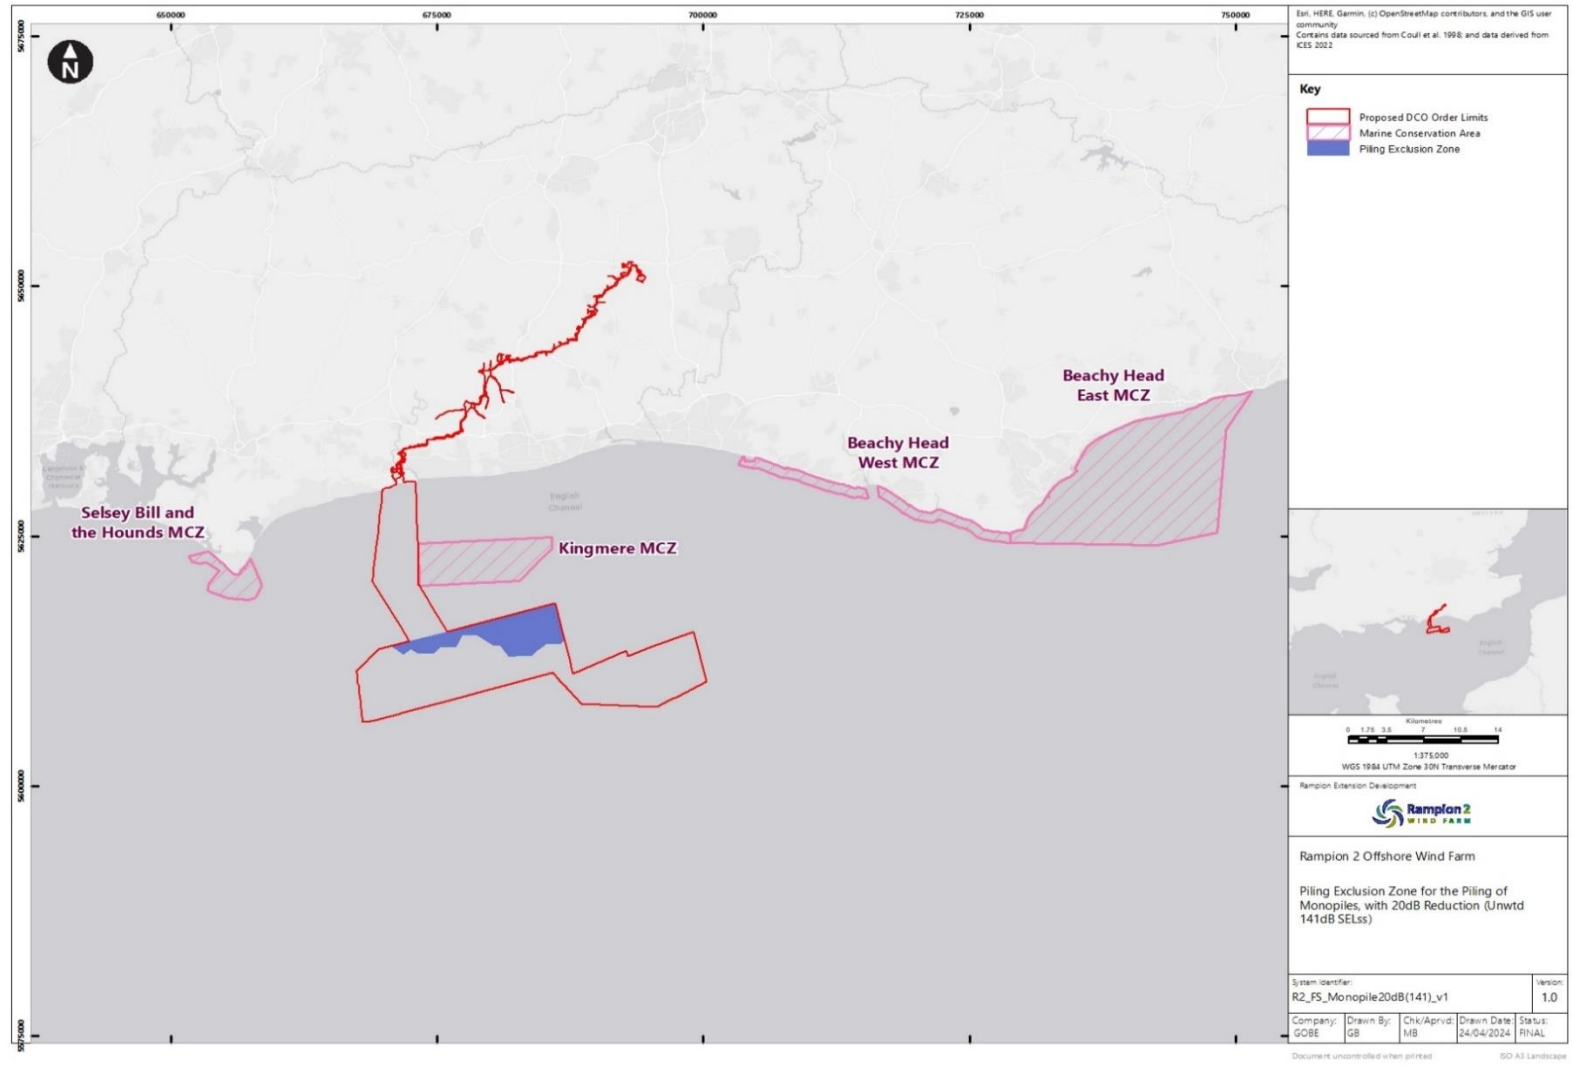 650000
675000
700000
725000
750000
5675000
5650000
5625000
5600000
5575000
N
Beachy Head
East MCZ
Beachy Head
West MCZ
Selsey Bill and
the Hounds MCZ
Kingmere MCZ
English
Channel
Esri, HERE, Garmin, (c) OpenStreetMap contributors, and the GIS user
community
Contains data sourced from Coull et al. 1998; and data derived from
ICES 2022
Key
Proposed DCO Order Limits
Marine Conservation Area
Piling Exclusion Zone
English
Channel
English
Channel
Kilometres
0 1.75 3.5 7 10.5 14
1:375,000
WGS 1984 UTM Zone 30N Transverse Mercator
Rampion Extension Development
Rampion 2
WIND FARM
Rampion 2 Offshore Wind Farm
Piling Exclusion Zone for the Piling of
Monopiles, with 20dB Reduction (Unwtd
141dB SELss)
System Identifier:
R2_FS_Monopile20dB(141)_v1
Version:
1.0
Company:
GOBE
Drawn By:
GB
Chk/Aprvd:
MB
Drawn Date:
24/04/2024
Status:
FINAL
Document uncontrolled when printed
ISO A3 Landscape